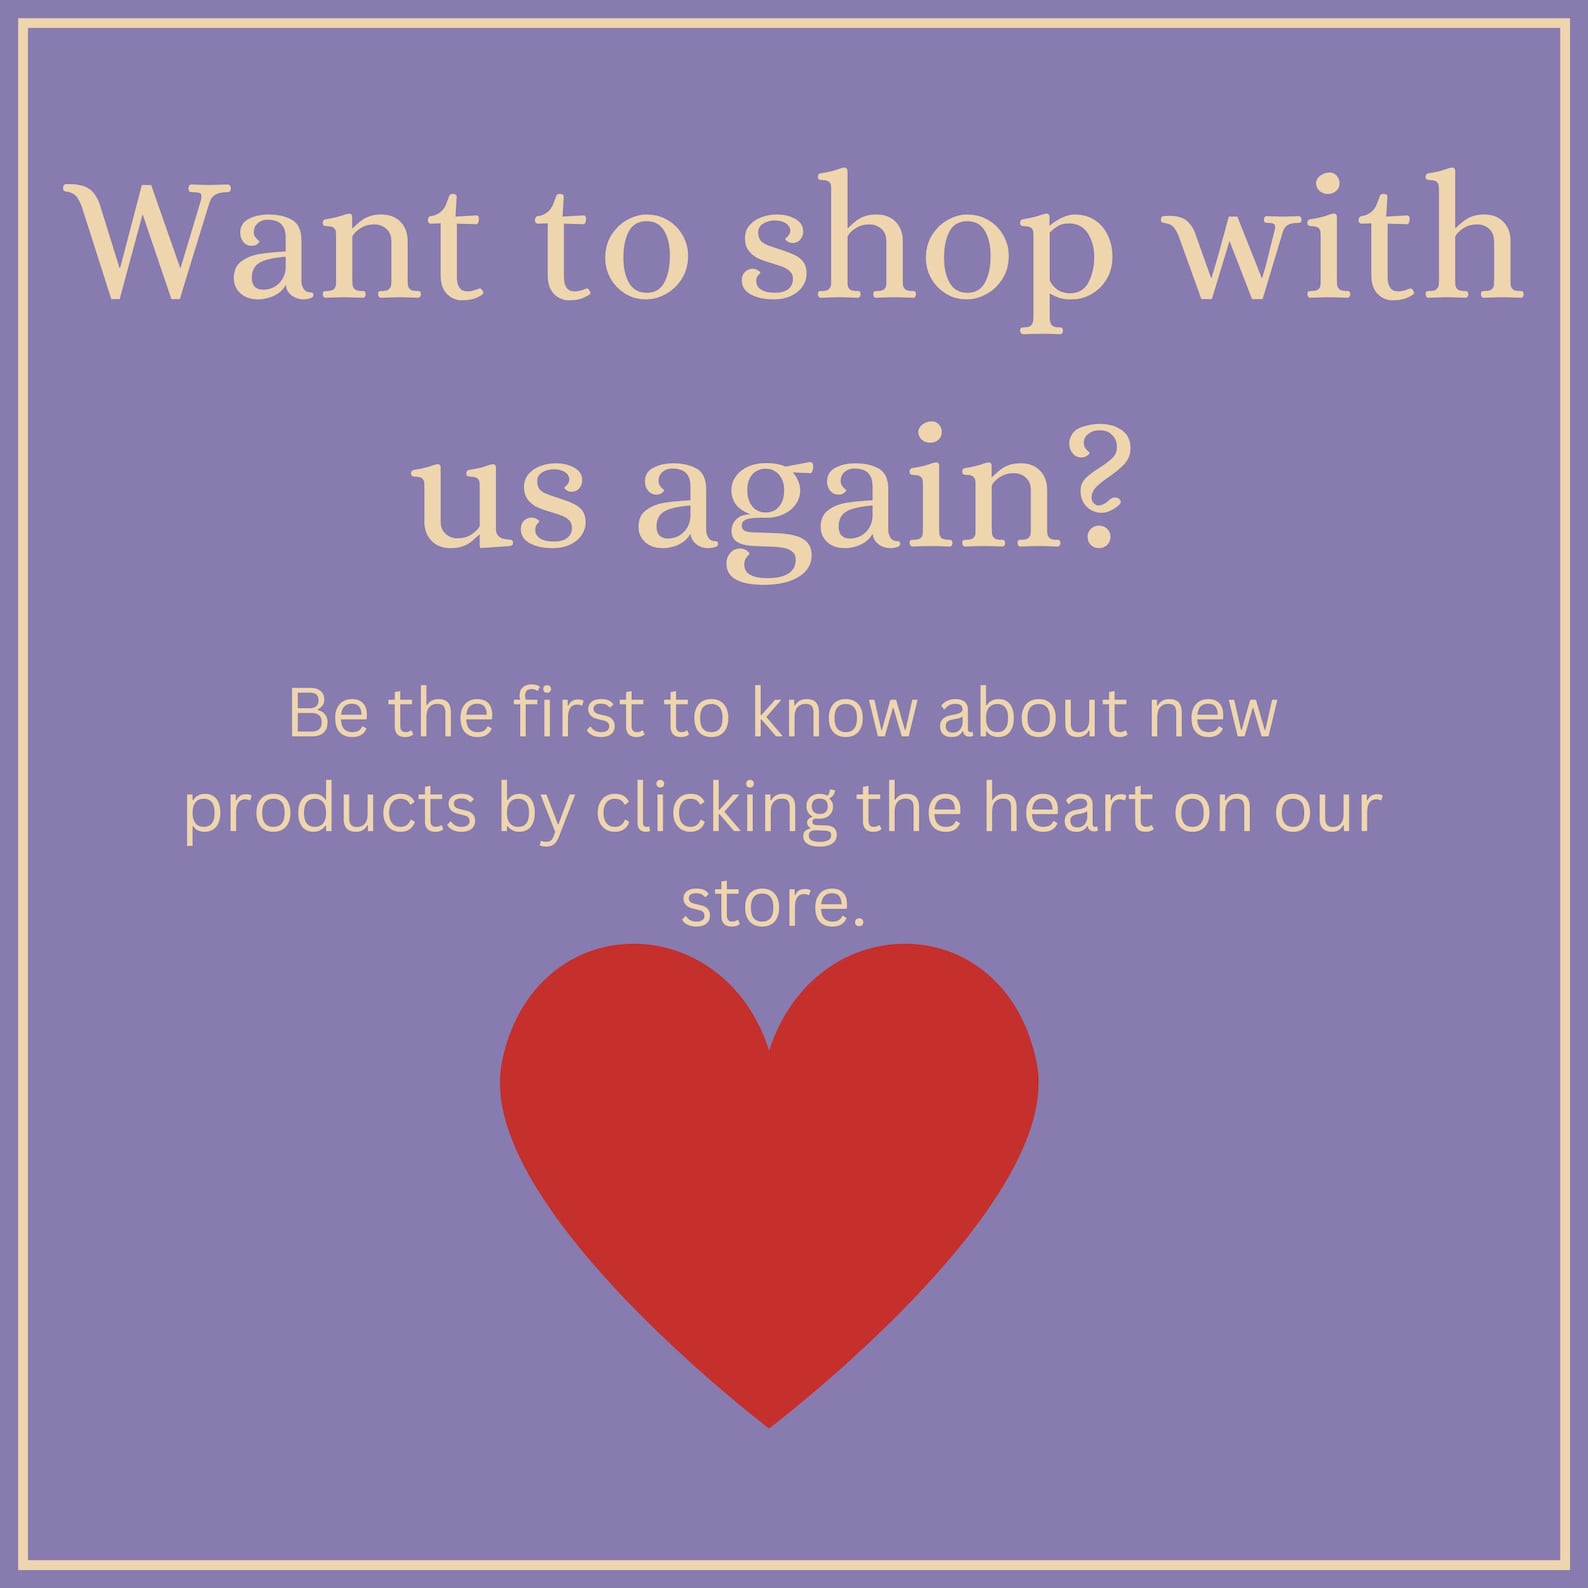 Want to shop with
us again?
Be the first to know about new
products by clicking the heart on our
store.